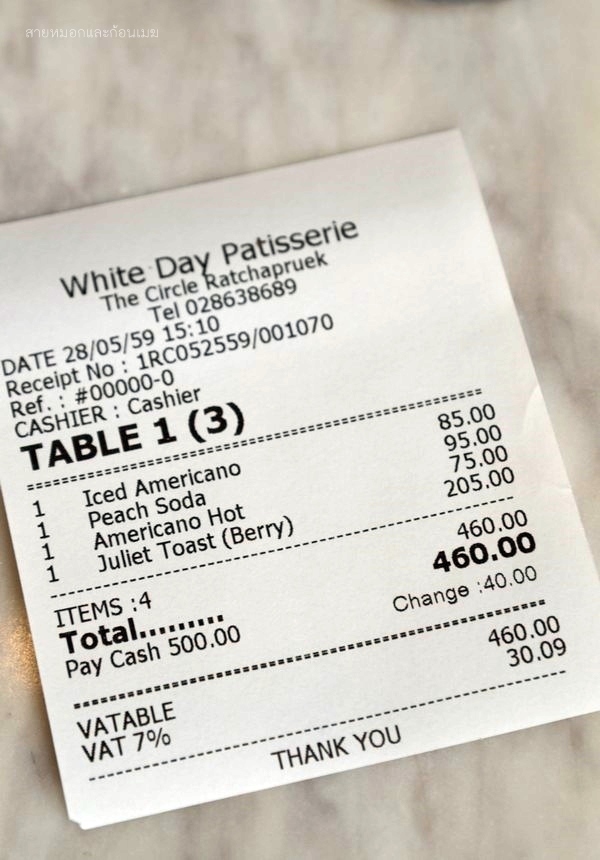 สายหมอกและก้อนเมฆ
White Day Patisserie
The Circle Ratchapruek
Tel 028638689
DATE 28/05/59 15:10
Receipt No : 1RC052559/001070
Ref. : #00000-0
CASHIER : Cashier
TABLE 1 (3)
1 Iced Americano 85.00
1 Peach Soda 95.00
1 Americano Hot 75.00
1 Juliet Toast (Berry) 205.00
ITEMS :4 460.00
Total......... 460.00
Pay Cash 500.00 Change :40.00
VATABLE 460.00
VAT 7% 30.09
THANK YOU